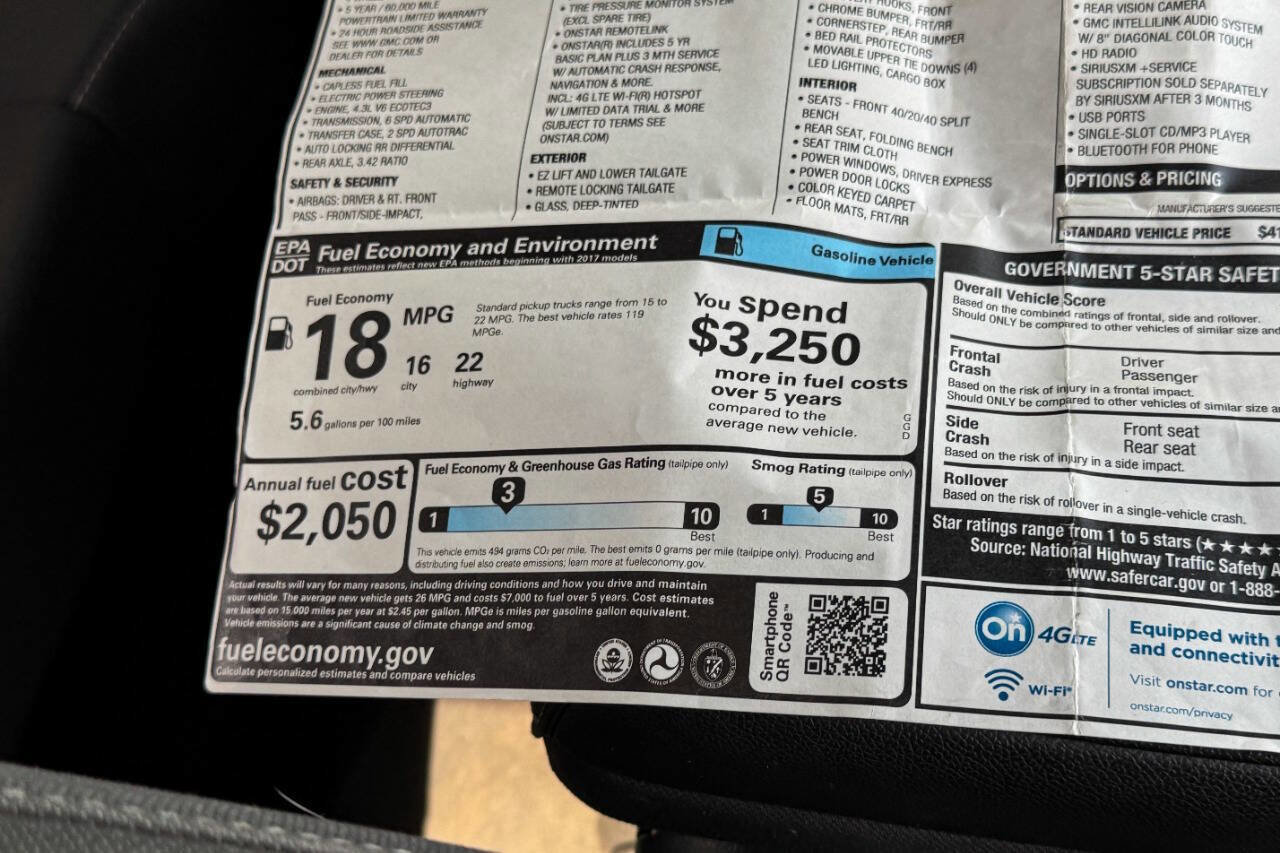 • 5 YEAR / 60,000 MILE
POWERTRAIN LIMITED WARRANTY
• 24 HOUR ROADSIDE ASSISTANCE
SEE WWW.GMC.COM OR
DEALER FOR DETAILS
MECHANICAL
• CAPLESS FUEL FILL
• ELECTRIC POWER STEERING
• ENGINE, 4.3L V6 ECOTEC3
• TRANSMISSION, 6 SPD AUTOMATIC
• TRANSFER CASE, 2 SPD AUTOTRAC
• AUTO LOCKING RR DIFFERENTIAL
• REAR AXLE, 3.42 RATIO
SAFETY & SECURITY
• AIRBAGS: DRIVER & RT. FRONT
PASS - FRONT/SIDE-IMPACT,
• TIRE PRESSURE MONITOR SYSTEM
(EXCL SPARE TIRE)
• ONSTAR REMOTELINK
• ONSTAR(R) INCLUDES 5 YR
BASIC PLAN PLUS 3 MTH SERVICE
W/ AUTOMATIC CRASH RESPONSE,
NAVIGATION & MORE.
INCL: 4G LTE WI-FI(R) HOTSPOT
W/ LIMITED DATA TRIAL & MORE
(SUBJECT TO TERMS SEE
ONSTAR.COM)
EXTERIOR
• EZ LIFT AND LOWER TAILGATE
• REMOTE LOCKING TAILGATE
• GLASS, DEEP-TINTED
HOOKS, FRONT
• CHROME BUMPER, FRT/RR
• CORNERSTEP, REAR BUMPER
• BED RAIL PROTECTORS
• MOVABLE UPPER TIE DOWNS (4)
LED LIGHTING, CARGO BOX
INTERIOR
• SEATS - FRONT 40/20/40 SPLIT
BENCH
• REAR SEAT, FOLDING BENCH
• SEAT TRIM CLOTH
• POWER WINDOWS, DRIVER EXPRESS
• POWER DOOR LOCKS
• COLOR KEYED CARPET
• FLOOR MATS, FRT/RR
• REAR VISION CAMERA
• GMC INTELLILINK AUDIO SYSTEM
W/ 8" DIAGONAL COLOR TOUCH
• HD RADIO
• SIRIUSXM +SERVICE
SUBSCRIPTION SOLD SEPARATELY
BY SIRIUSXM AFTER 3 MONTHS
• USB PORTS
• SINGLE-SLOT CD/MP3 PLAYER
• BLUETOOTH FOR PHONE
OPTIONS & PRICING
MANUFACTURER'S SUGGESTE
STANDARD VEHICLE PRICE $41
EPA
DOT
Fuel Economy and Environment
These estimates reflect new EPA methods beginning with 2017 models
Gasoline Vehicle
Fuel Economy
18 MPG
combined city/hwy
16
city
22
highway
5.6 gallons per 100 miles
Standard pickup trucks range from 15 to
22 MPG. The best vehicle rates 119
MPGe.
You spend
$3,250
more in fuel costs
over 5 years
compared to the
average new vehicle.
G
G
D
Annual fuel cost
$2,050
Fuel Economy & Greenhouse Gas Rating (tailpipe only)
3
1 10
Best
Smog Rating (tailpipe only)
5
1 10
Best
This vehicle emits 494 grams CO₂ per mile. The best emits 0 grams per mile (tailpipe only). Producing and
distributing fuel also create emissions; learn more at fueleconomy.gov.
Actual results will vary for many reasons, including driving conditions and how you drive and maintain
your vehicle. The average new vehicle gets 26 MPG and costs $7,000 to fuel over 5 years. Cost estimates
are based on 15,000 miles per year at $2.45 per gallon. MPGe is miles per gasoline gallon equivalent.
Vehicle emissions are a significant cause of climate change and smog.
fueleconomy.gov
Calculate personalized estimates and compare vehicles
Smartphone
QR Code™
GOVERNMENT 5-STAR SAFET
Overall Vehicle Score
Based on the combined ratings of frontal, side and rollover.
Should ONLY be compared to other vehicles of similar size and
Frontal
Crash
Driver
Passenger
Based on the risk of injury in a frontal impact.
Should ONLY be compared to other vehicles of similar size a
Side
Crash
Front seat
Rear seat
Based on the risk of injury in a side impact.
Rollover
Based on the risk of rollover in a single-vehicle crash.
Star ratings range from 1 to 5 stars (★★★★
Source: National Highway Traffic Safety A
www.safercar.gov or 1-888-
On 4G LTE
Wi-Fi®
Equipped with
and connectivit
Visit onstar.com for
onstar.com/privacy